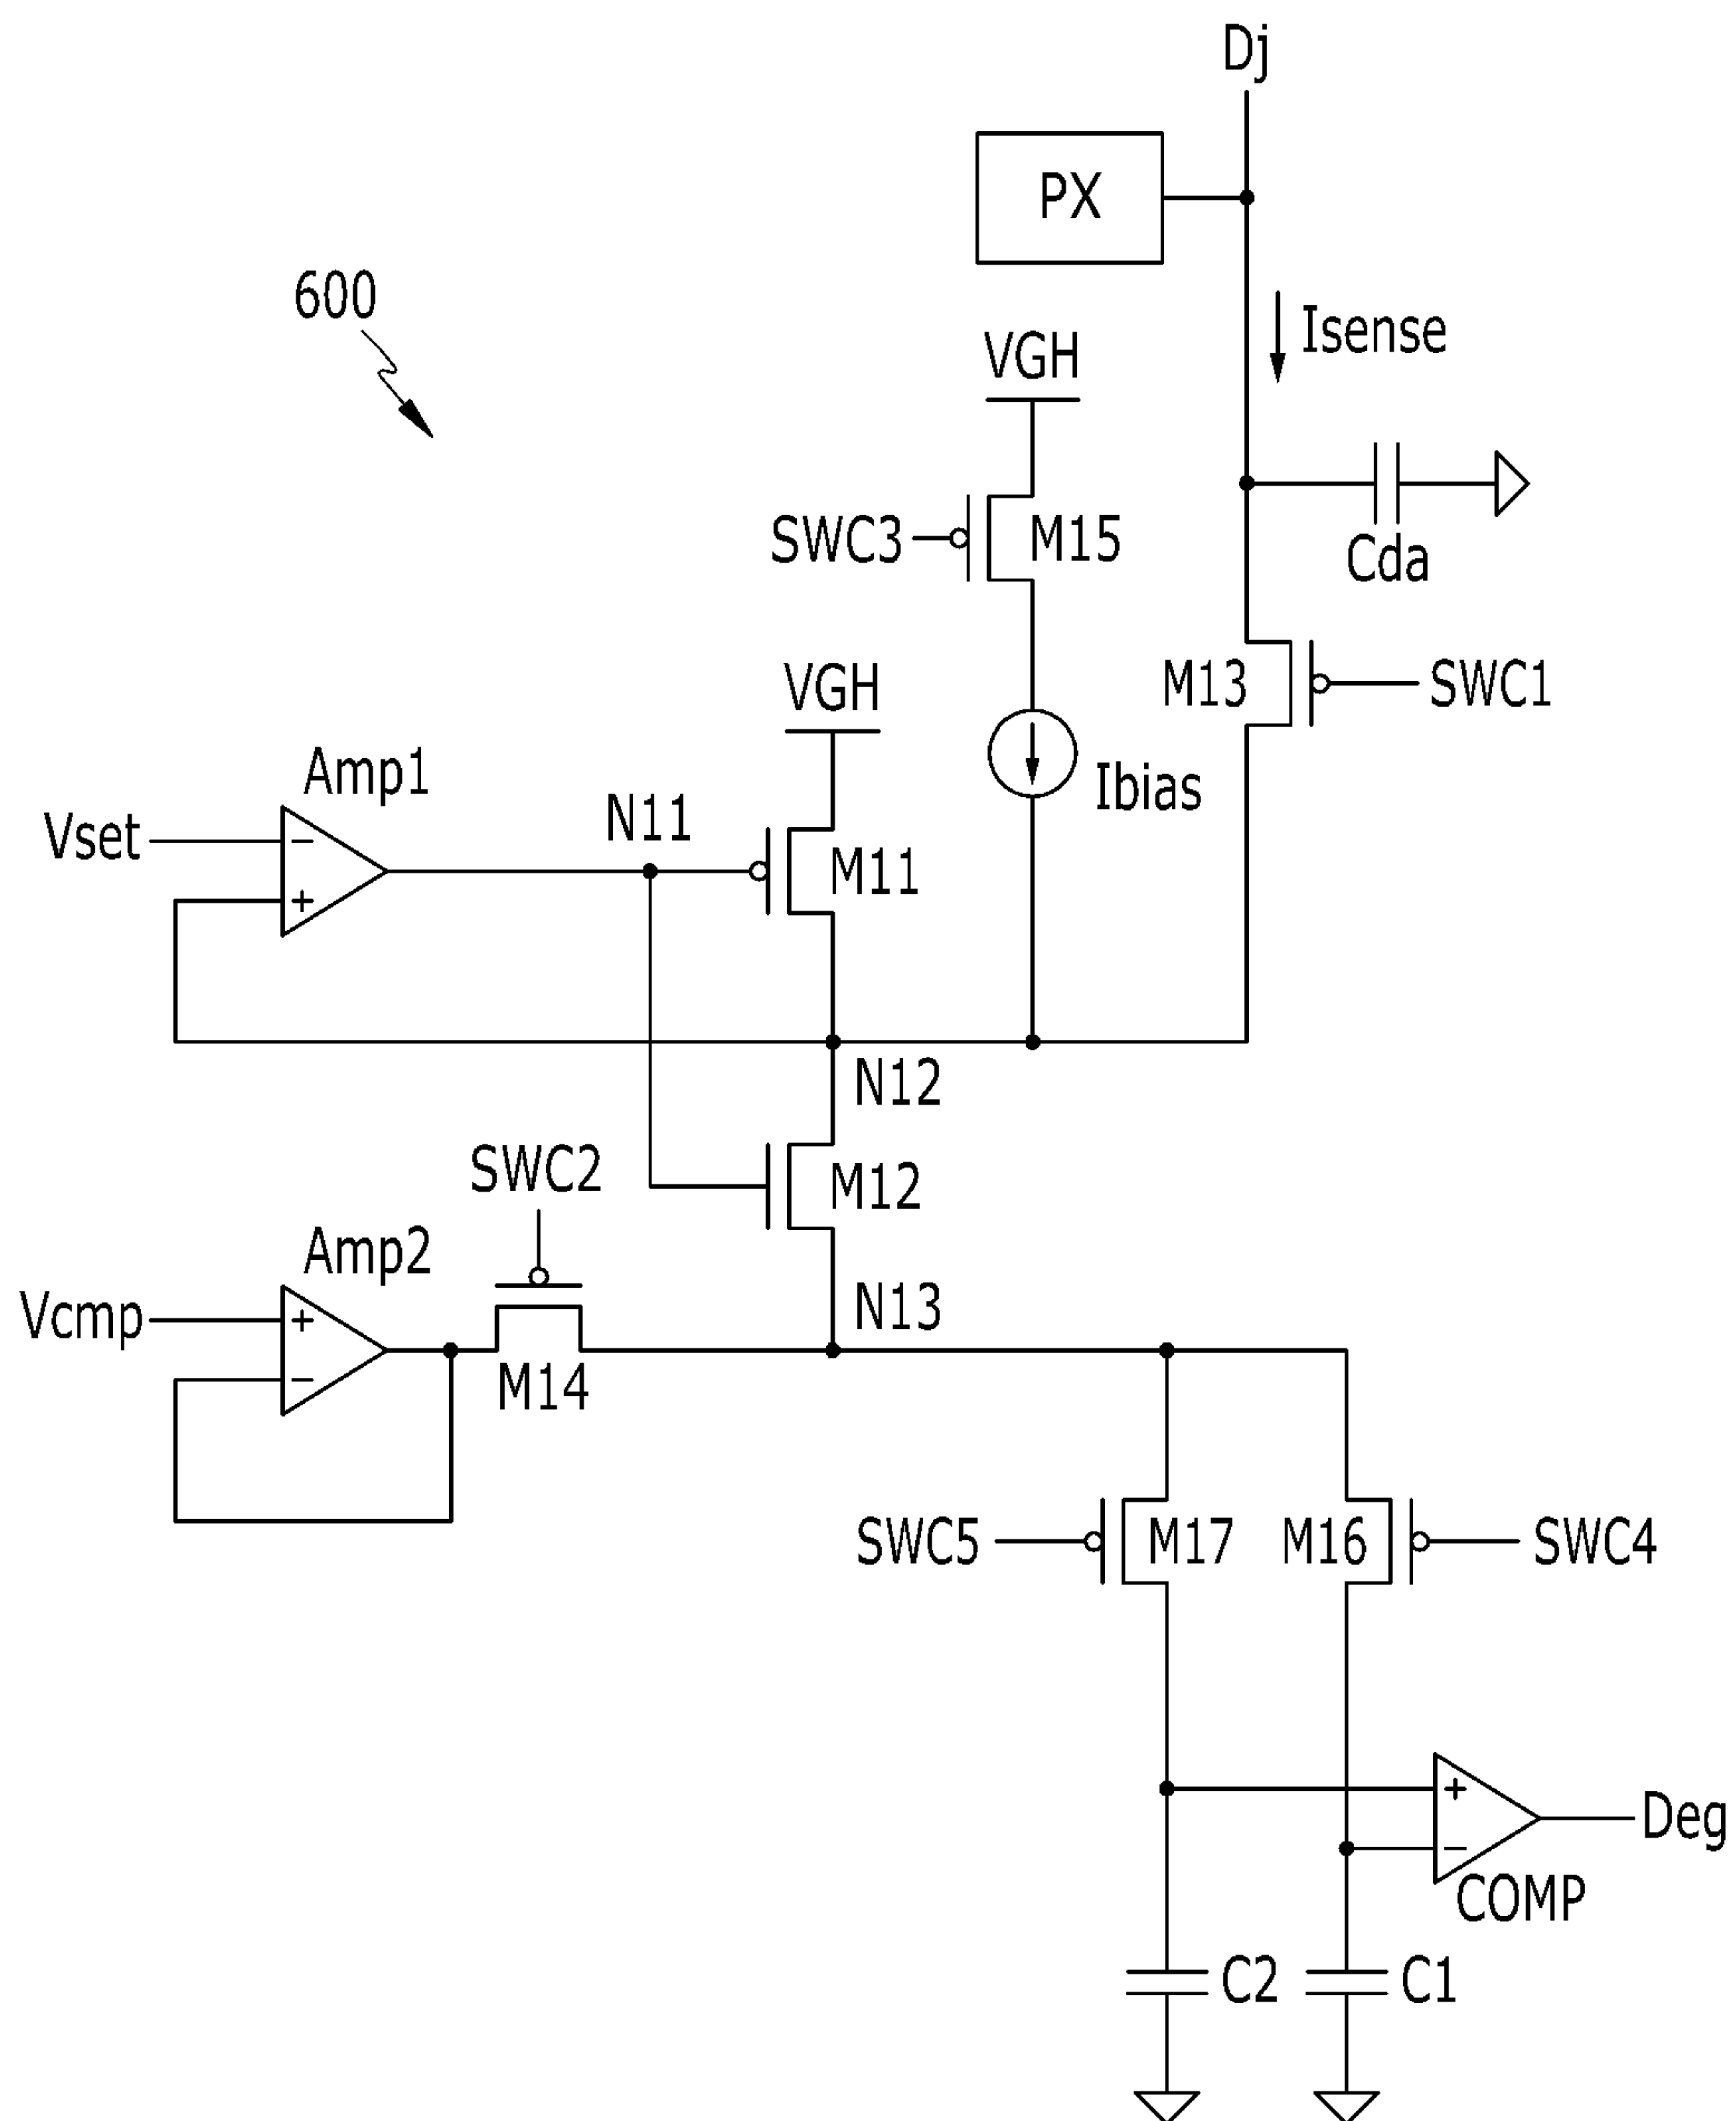 Dj
PX
600
Isense
VGH
SWC3
M15
Cda
VGH
M13
SWC1
Amp1
Ibias
Vset
−
N11
M11
+
N12
SWC2
M12
Amp2
N13
Vcmp
+
−
M14
SWC5
M17
M16
SWC4
+
Deg
−
COMP
C2
C1